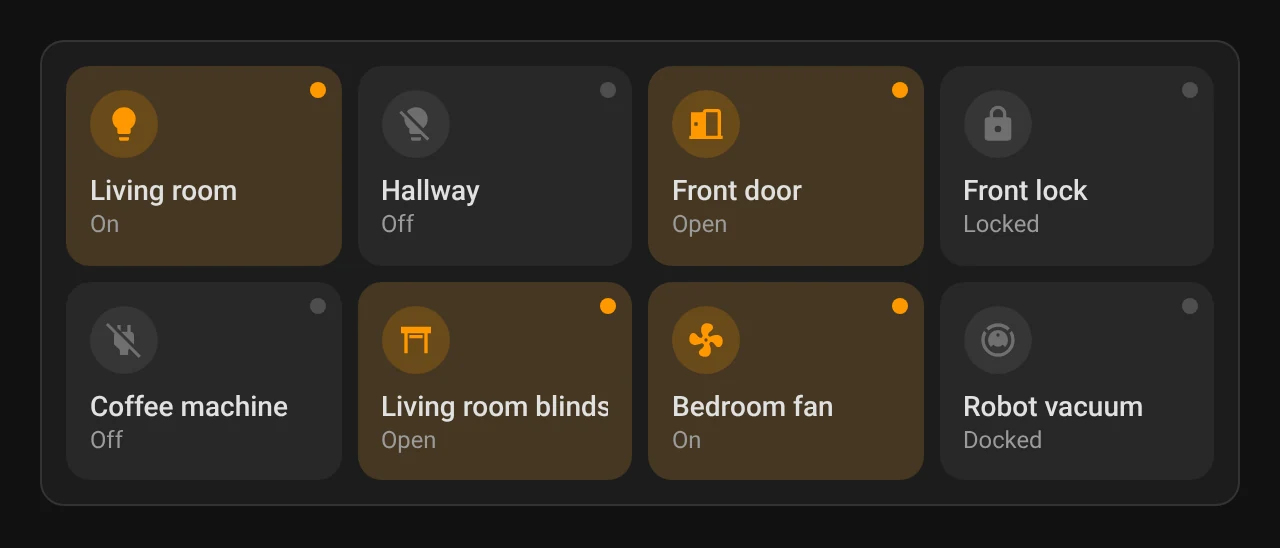 Living room
On
Hallway
Off
Front door
Open
Front lock
Locked
Coffee machine
Off
Living room blinds
Open
Bedroom fan
On
Robot vacuum
Docked